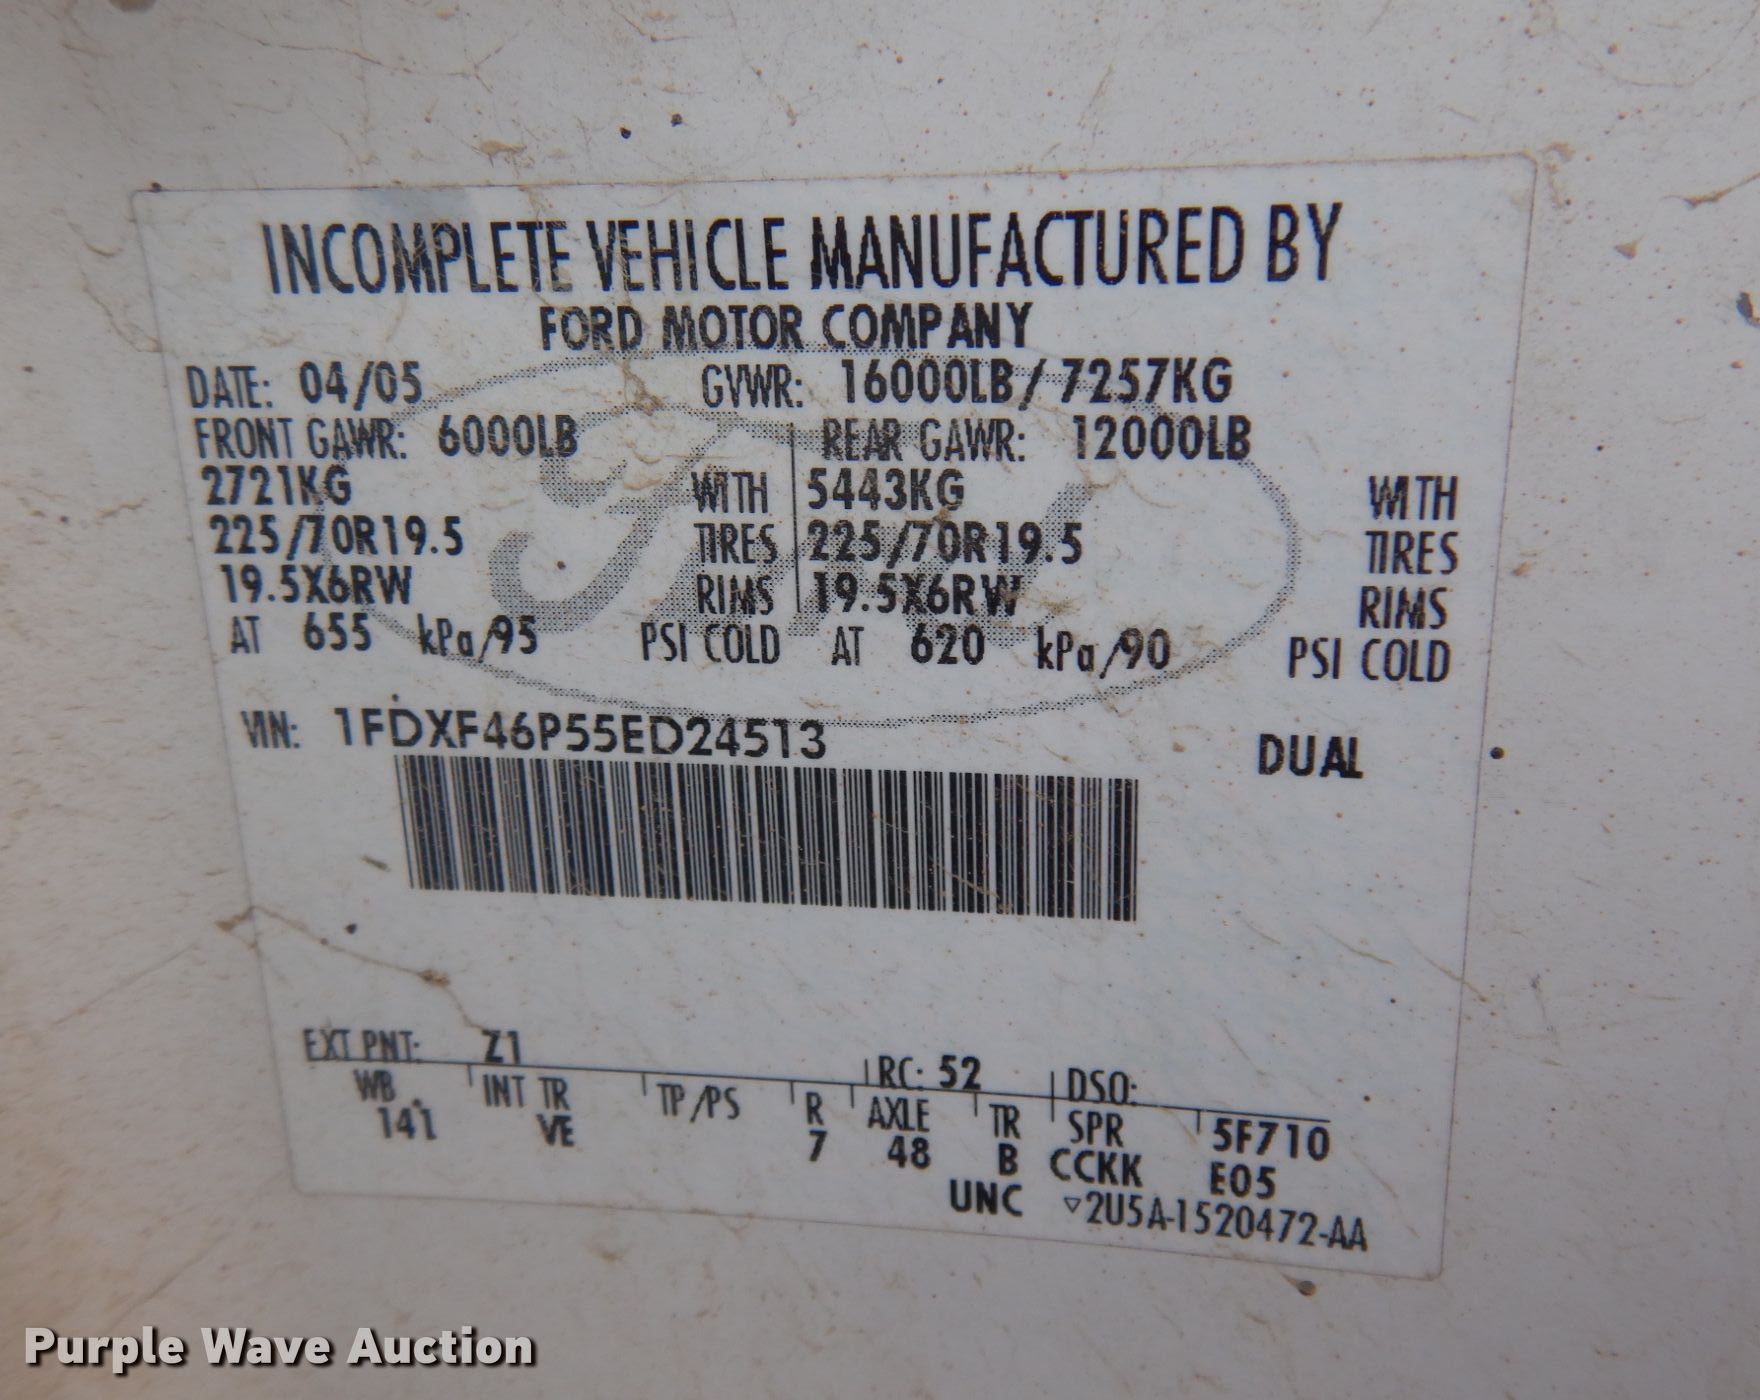 INCOMPLETE VEHICLE MANUFACTURED BY
FORD MOTOR COMPANY
DATE: 04/05 GVWR: 16000LB/ 7257KG
FRONT GAWR: 6000LB REAR GAWR: 12000LB
2721KG WITH 5443KG WITH
225/70R19.5 TIRES 225/70R19.5 TIRES
19.5X6RW RIMS 19.5X6RW RIMS
AT 655 kPa/95 PSI COLD AT 620 kPa/90 PSI COLD
VIN: 1FDXF46P55ED24513 DUAL
EXT PNT: Z1 RC: 52 DSO:
WB INT TR TP/PS R AXLE TR SPR 5F710
141 VE 7 48 B CCKK E05
UNC ▽2U5A-1520472-AA
Purple Wave Auction